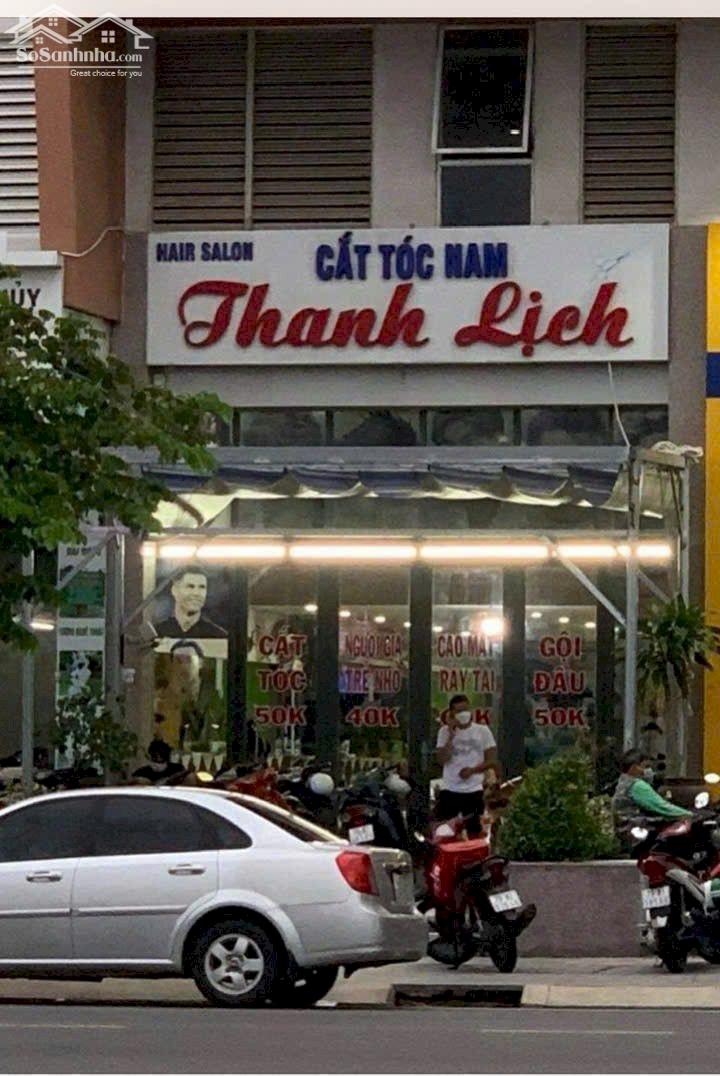 SoSanhnha.com
Great choice for you
HAIR SALON
CẮT TÓC NAM
Thanh Lịch
ỦY
CẮT
TÓC
50K
NGƯỜI GIÀ
TRẺ NHỎ
40K
CẠO MẶT
RÁY TAI
GỘI
ĐẦU
50K